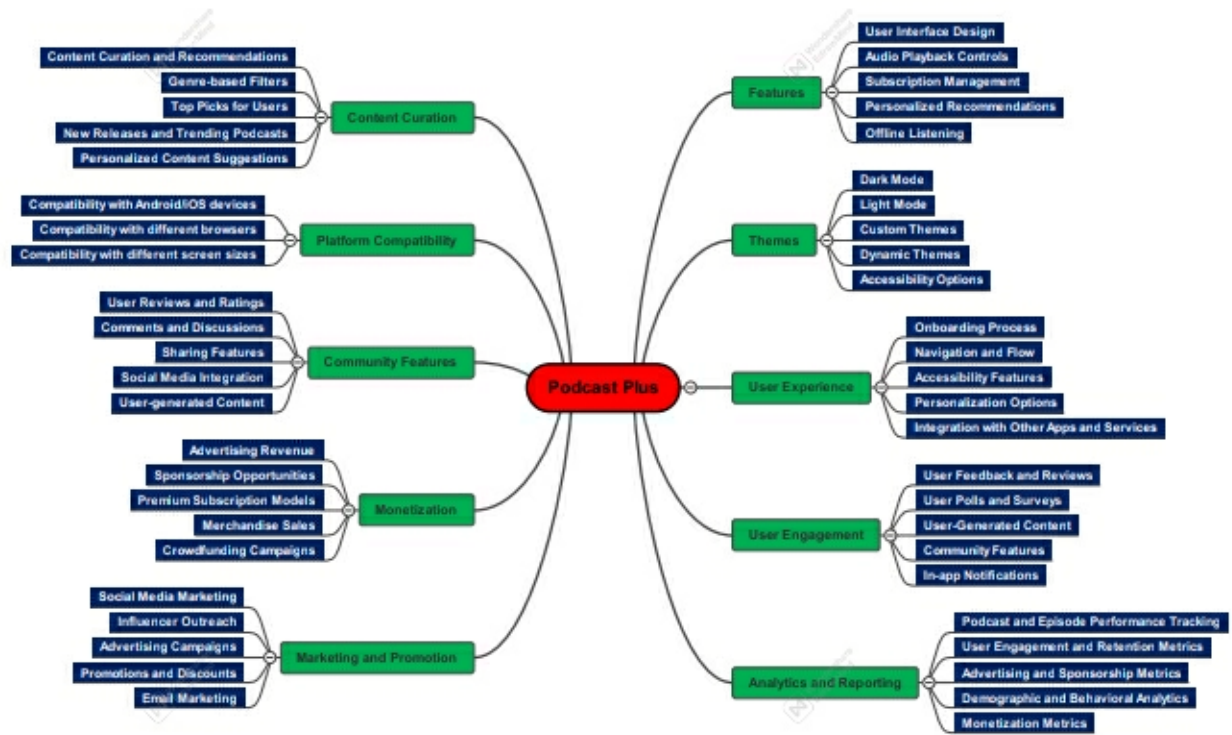 Podcast Plus
Content Curation
Content Curation and Recommendations
Genre-based Filters
Top Picks for Users
New Releases and Trending Podcasts
Personalized Content Suggestions
Platform Compatibility
Compatibility with Android/iOS devices
Compatibility with different browsers
Compatibility with different screen sizes
Community Features
User Reviews and Ratings
Comments and Discussions
Sharing Features
Social Media Integration
User-generated Content
Monetization
Advertising Revenue
Sponsorship Opportunities
Premium Subscription Models
Merchandise Sales
Crowdfunding Campaigns
Marketing and Promotion
Social Media Marketing
Influencer Outreach
Advertising Campaigns
Promotions and Discounts
Email Marketing
Features
User Interface Design
Audio Playback Controls
Subscription Management
Personalized Recommendations
Offline Listening
Themes
Dark Mode
Light Mode
Custom Themes
Dynamic Themes
Accessibility Options
User Experience
Onboarding Process
Navigation and Flow
Accessibility Features
Personalization Options
Integration with Other Apps and Services
User Engagement
User Feedback and Reviews
User Polls and Surveys
User-Generated Content
Community Features
In-app Notifications
Analytics and Reporting
Podcast and Episode Performance Tracking
User Engagement and Retention Metrics
Advertising and Sponsorship Metrics
Demographic and Behavioral Analytics
Monetization Metrics
Wondershare
EdrawMind